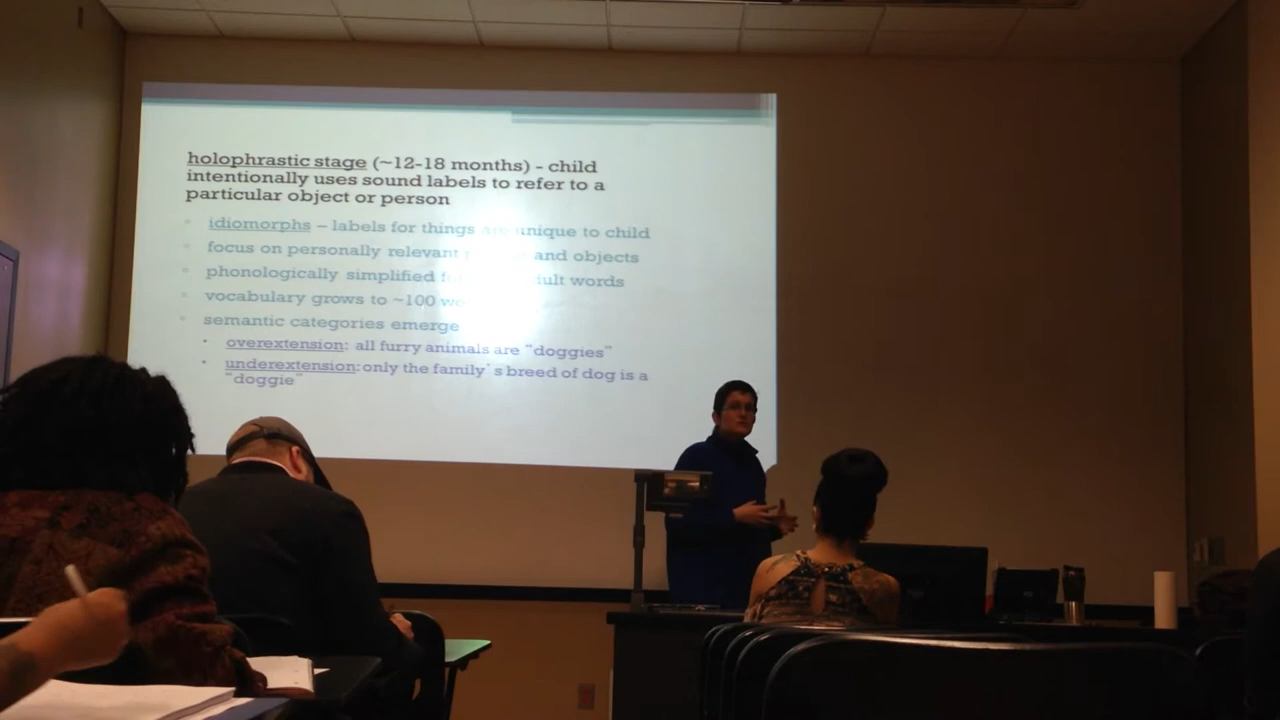 holophrastic stage (~12-18 months) - child
intentionally uses sound labels to refer to a
particular object or person
idiomorphs – labels for things are unique to child
focus on personally relevant and objects
phonologically simplified words
vocabulary grows to ~100
semantic categories emerge
overextension: all furry animals are "doggies"
underextension: only the family's breed of dog is a
"doggie"